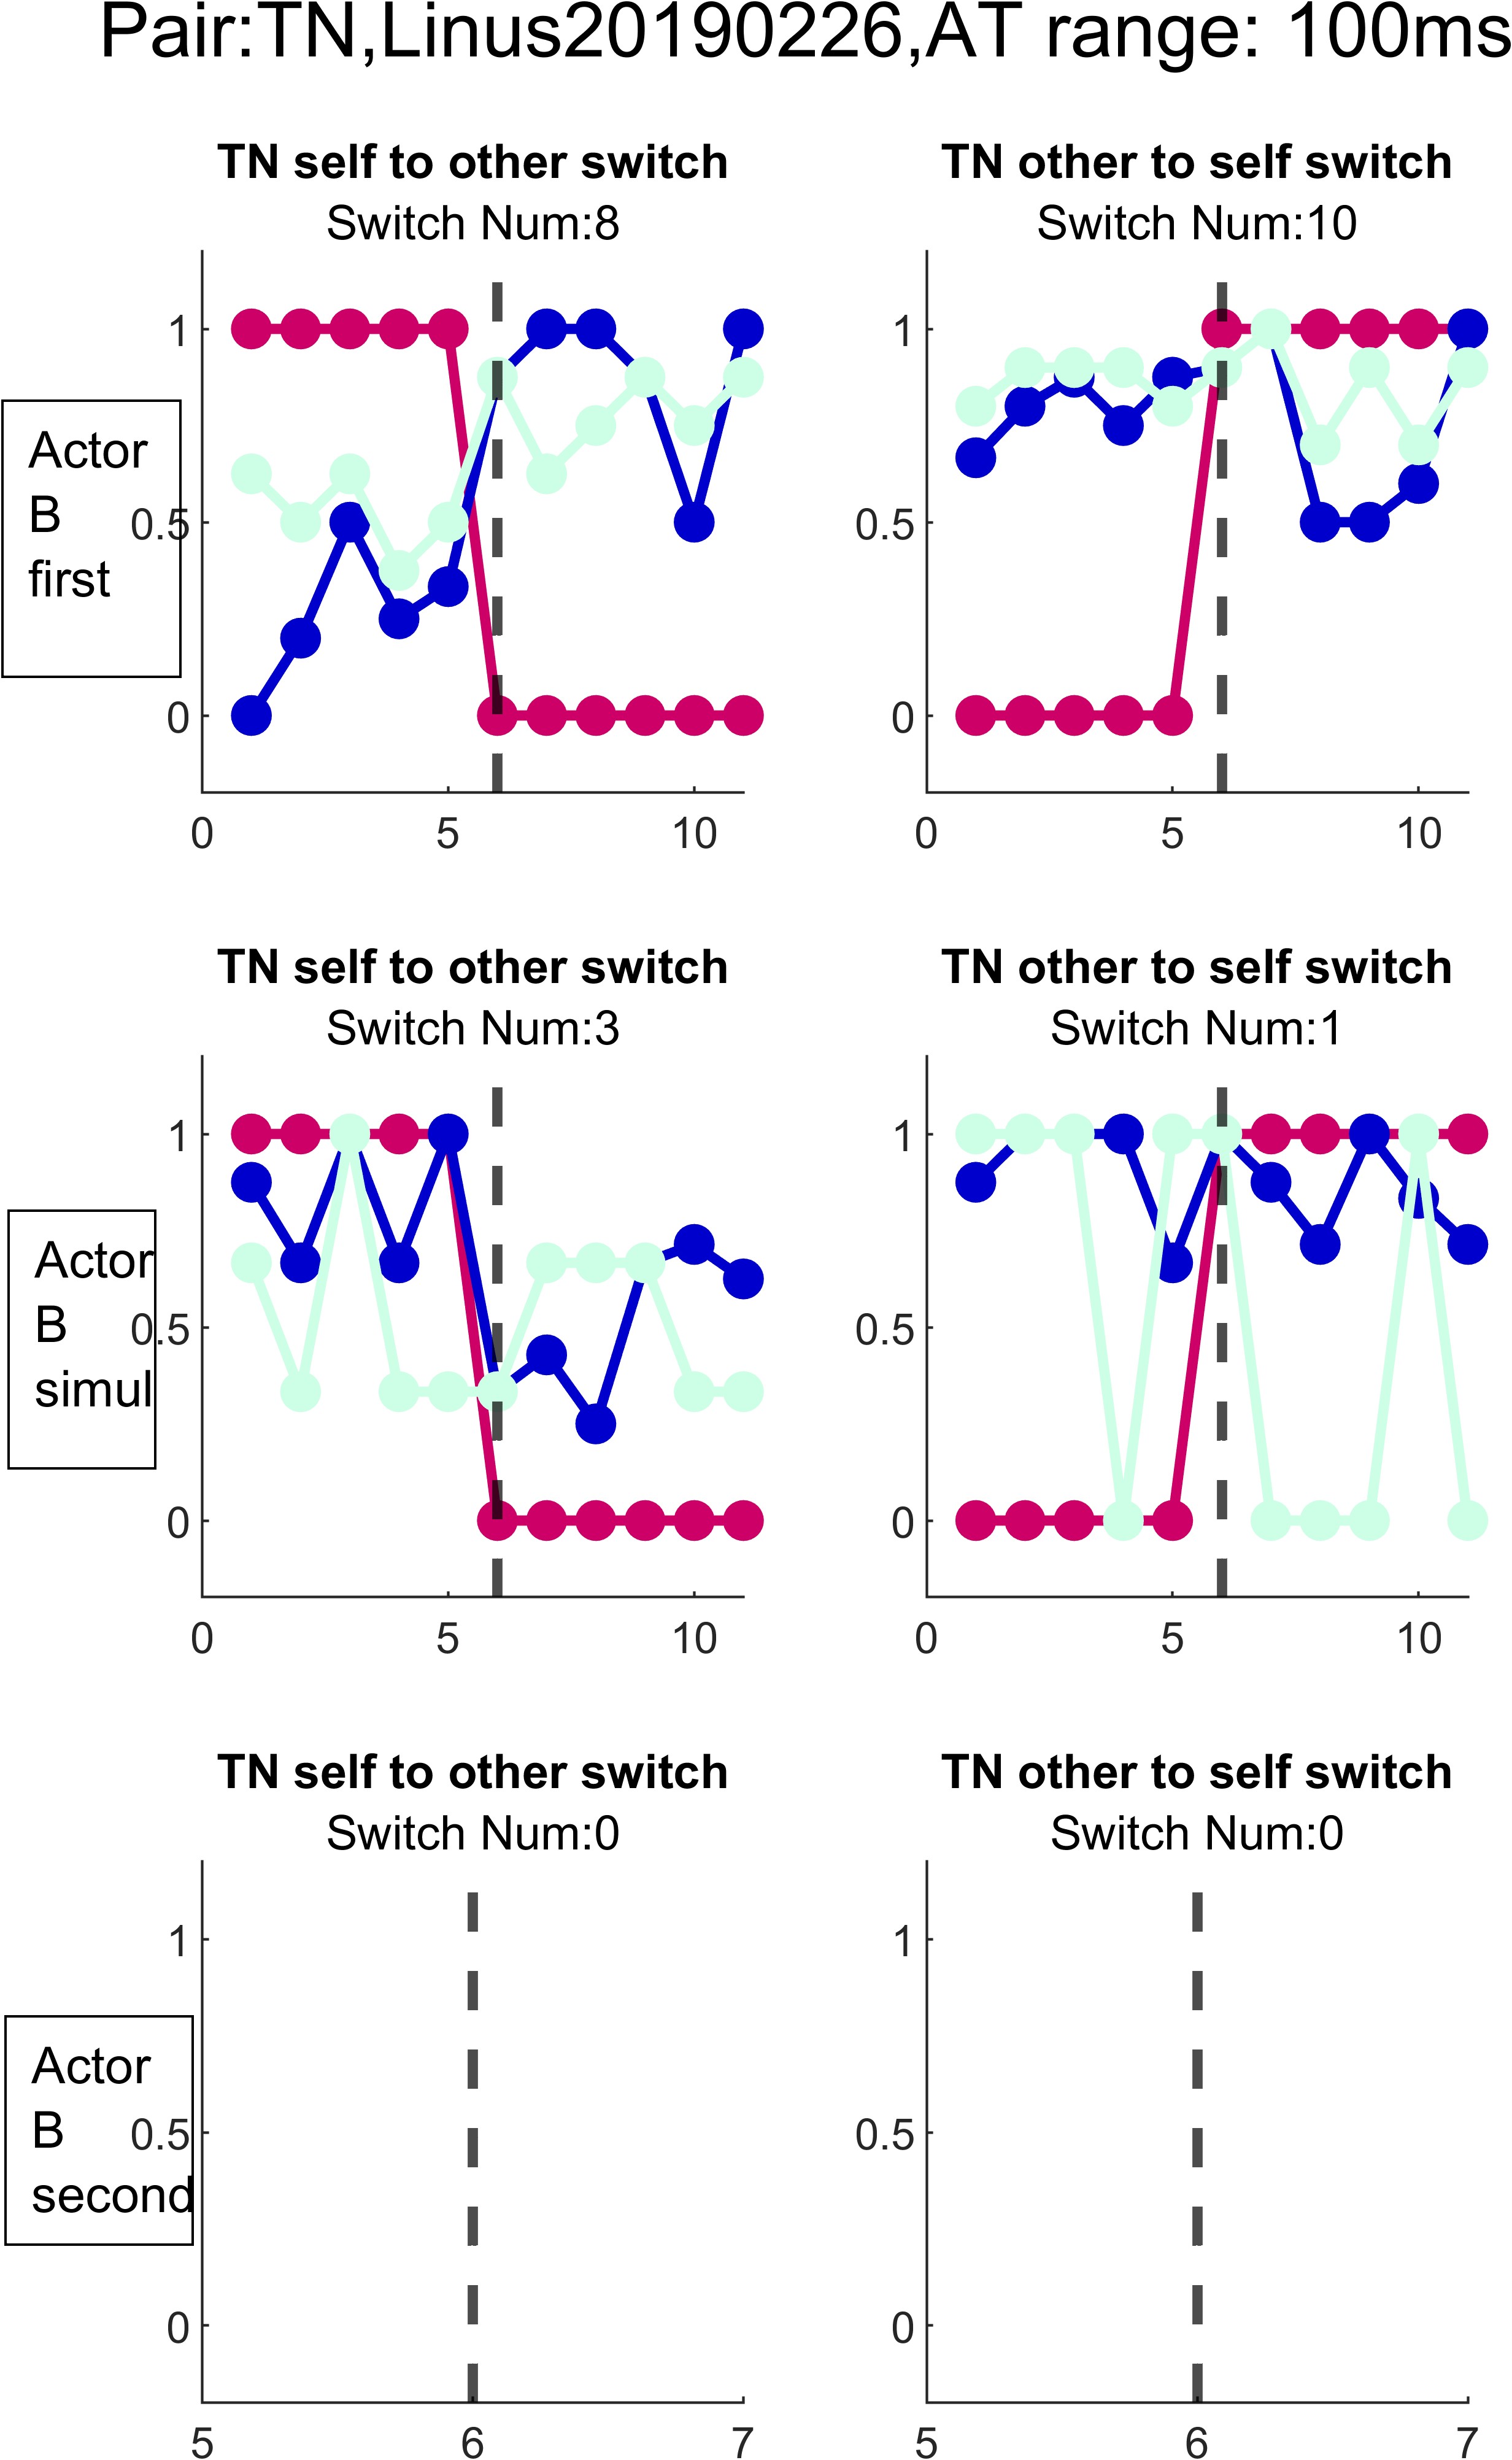 Pair:TN,Linus20190226,AT range: 100ms
TN self to other switch
Switch Num:8
TN other to self switch
Switch Num:10
Actor
B
first
1
0.5
0
0
5
10
1
0.5
0
0
5
10
TN self to other switch
Switch Num:3
TN other to self switch
Switch Num:1
Actor
B
simul
1
0.5
0
0
5
10
1
0.5
0
0
5
10
TN self to other switch
Switch Num:0
TN other to self switch
Switch Num:0
Actor
B
second
1
0.5
0
5
6
7
1
0.5
0
5
6
7